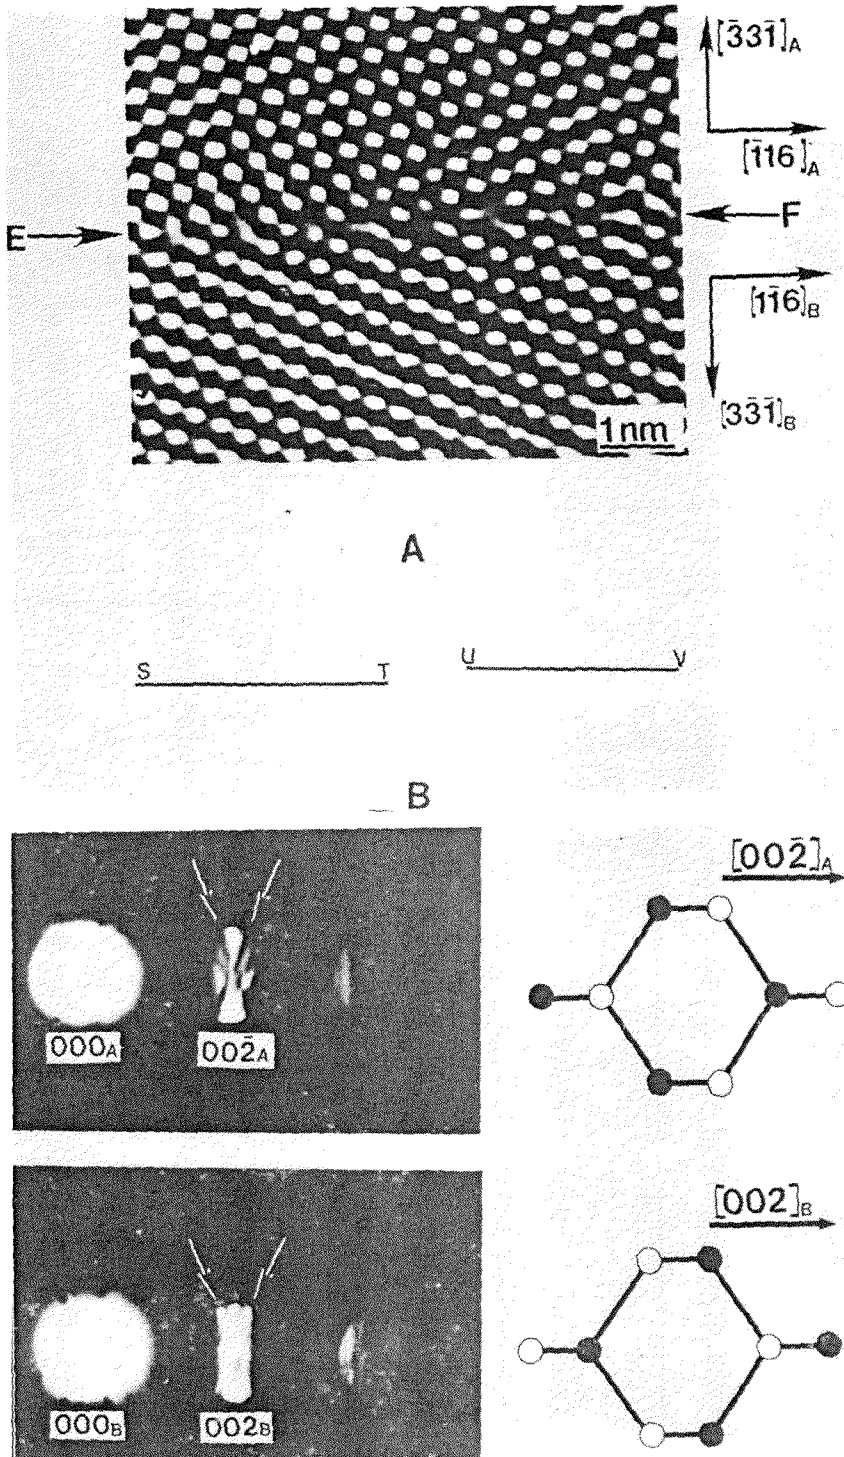 [3̄31̄]A
[1̄16]A
E
F
[11̄6]B
[33̄1̄]B
1nm
A
S T U V
B
[002̄]A
000A
002̄A
[002]B
000B
002B